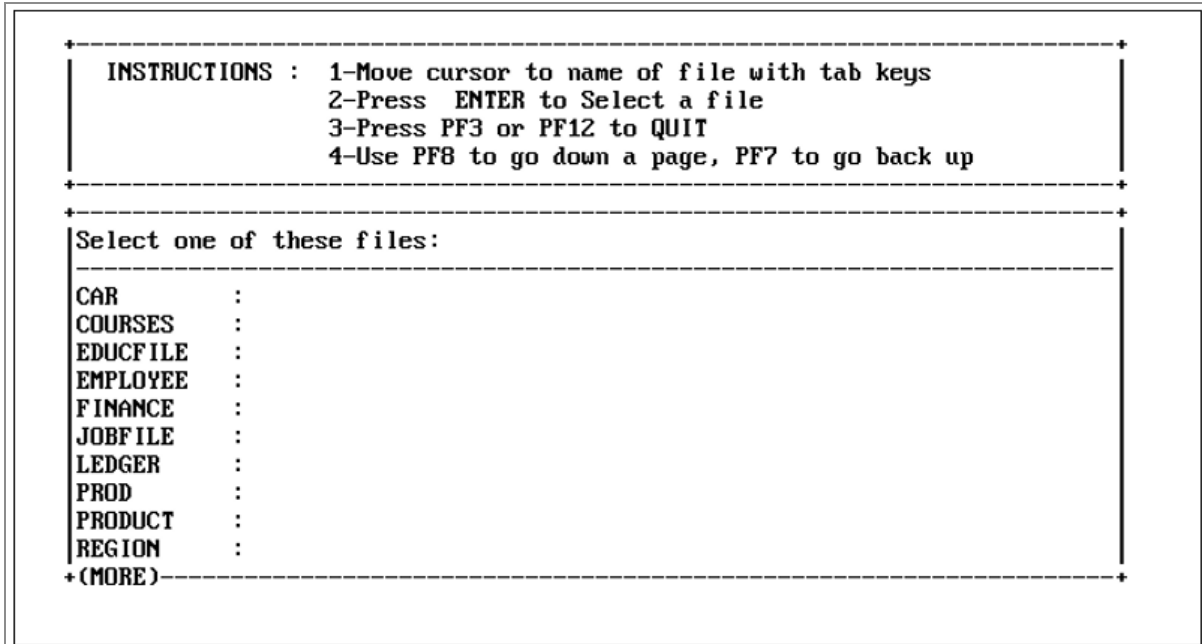 INSTRUCTIONS : 1-Move cursor to name of file with tab keys
2-Press ENTER to Select a file
3-Press PF3 or PF12 to QUIT
4-Use PF8 to go down a page, PF7 to go back up
Select one of these files:
CAR :
COURSES :
EDUCFILE :
EMPLOYEE :
FINANCE :
JOBFILE :
LEDGER :
PROD :
PRODUCT :
REGION :
(MORE)